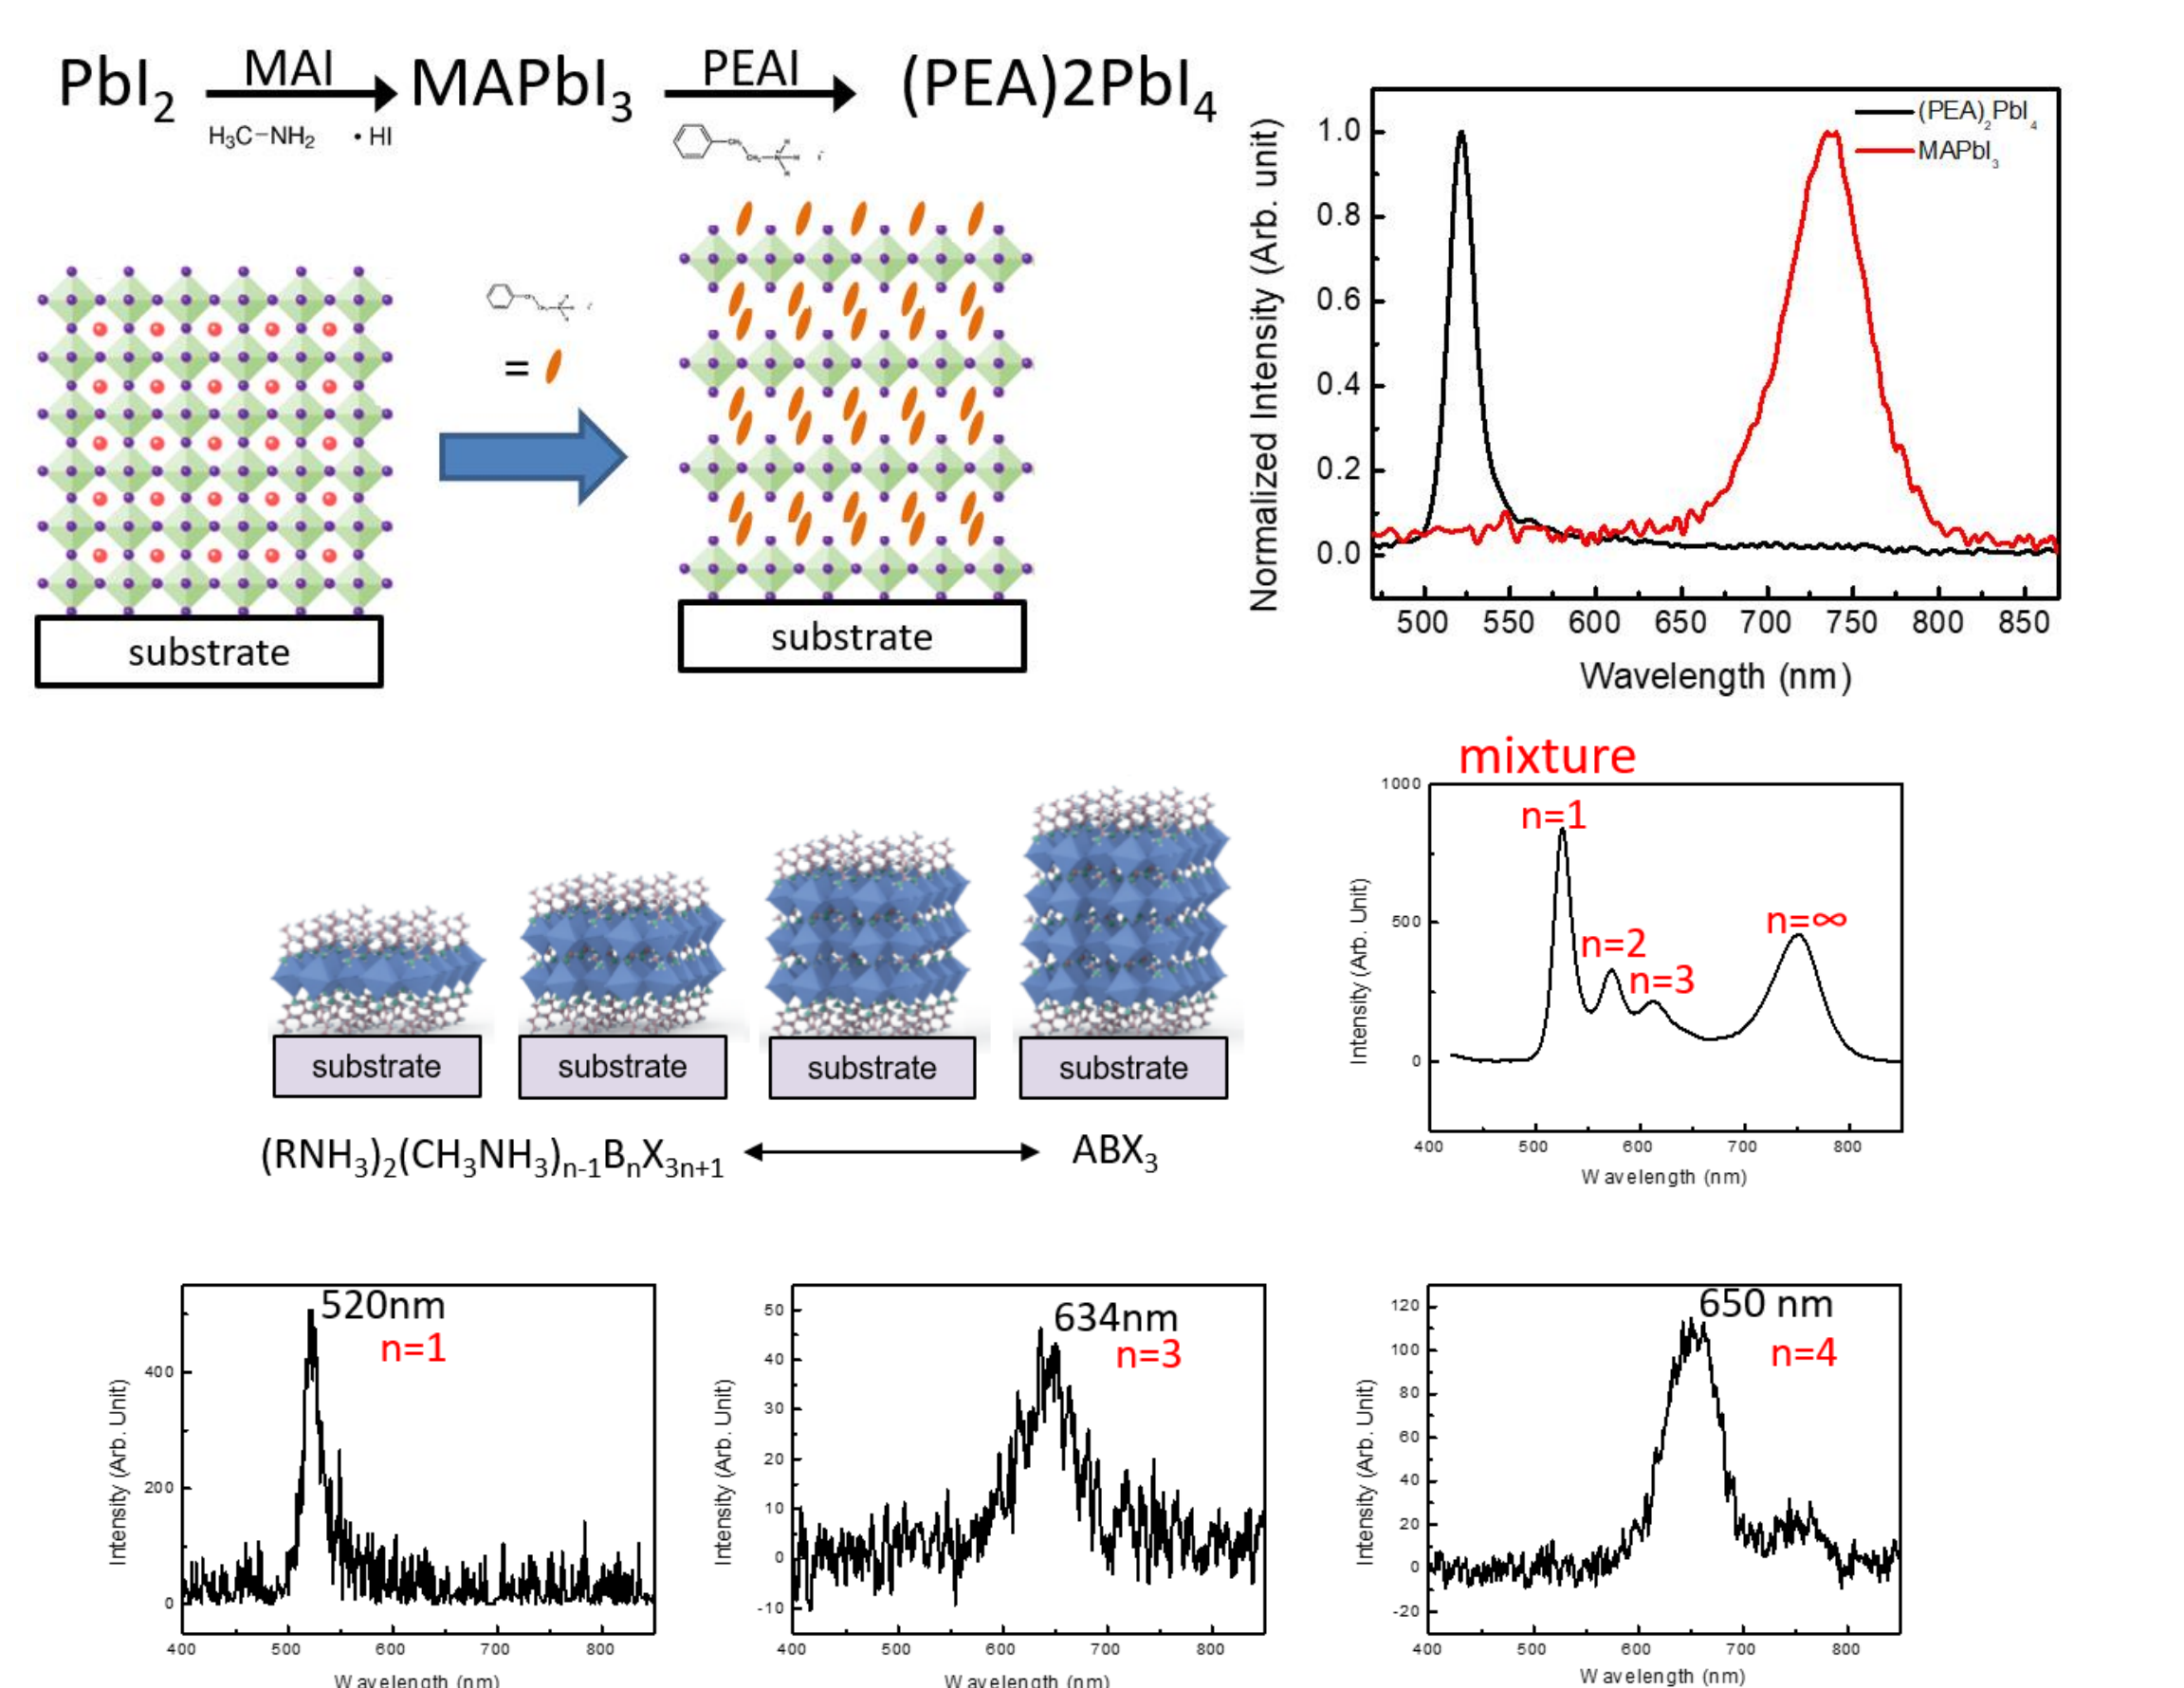 PbI₂ MAI MAPbI₃ PEAI (PEA)2PbI₄
H₃C−NH₂ • HI
=
substrate
substrate
(PEA)₂PbI₄
MAPbI₃
1.0
0.8
0.6
0.4
0.2
0.0
Normalized Intensity (Arb. unit)
500 550 600 650 700 750 800 850
Wavelength (nm)
substrate substrate substrate substrate
(RNH₃)₂(CH₃NH₃)ₙ₋₁BₙX₃ₙ₊₁ ABX₃
mixture
n=1
n=2
n=3
n=∞
1000
500
0
Intensity (Arb. Unit)
400 500 600 700 800
Wavelength (nm)
520nm
n=1
400
200
0
Intensity (Arb. Unit)
400 500 600 700 800
Wavelength (nm)
634nm
n=3
50
40
30
20
10
0
-10
Intensity (Arb. Unit)
400 500 600 700 800
Wavelength (nm)
650 nm
n=4
120
100
80
60
40
20
0
-20
Intensity (Arb. Unit)
400 500 600 700 800
Wavelength (nm)